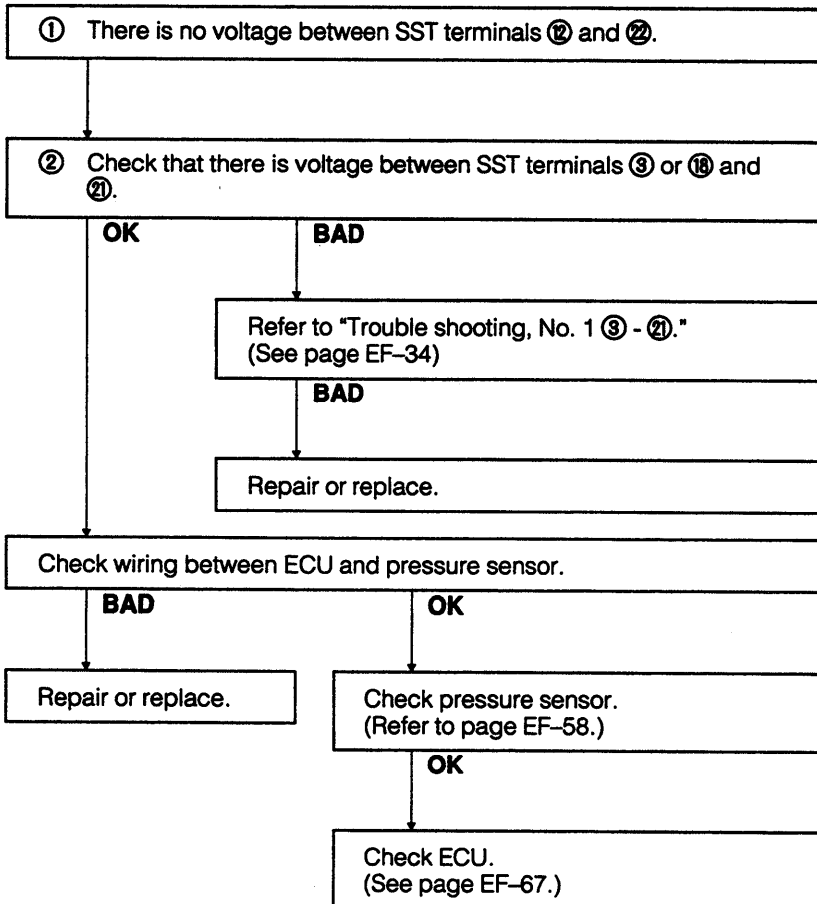 ① There is no voltage between SST terminals ⑫ and ㉒.
② Check that there is voltage between SST terminals ③ or ⑱ and
㉑.
OK
BAD
Refer to "Trouble shooting, No. 1 ③ - ㉑."
(See page EF–34)
BAD
Repair or replace.
Check wiring between ECU and pressure sensor.
BAD
OK
Repair or replace.
Check pressure sensor.
(Refer to page EF–58.)
OK
Check ECU.
(See page EF–67.)